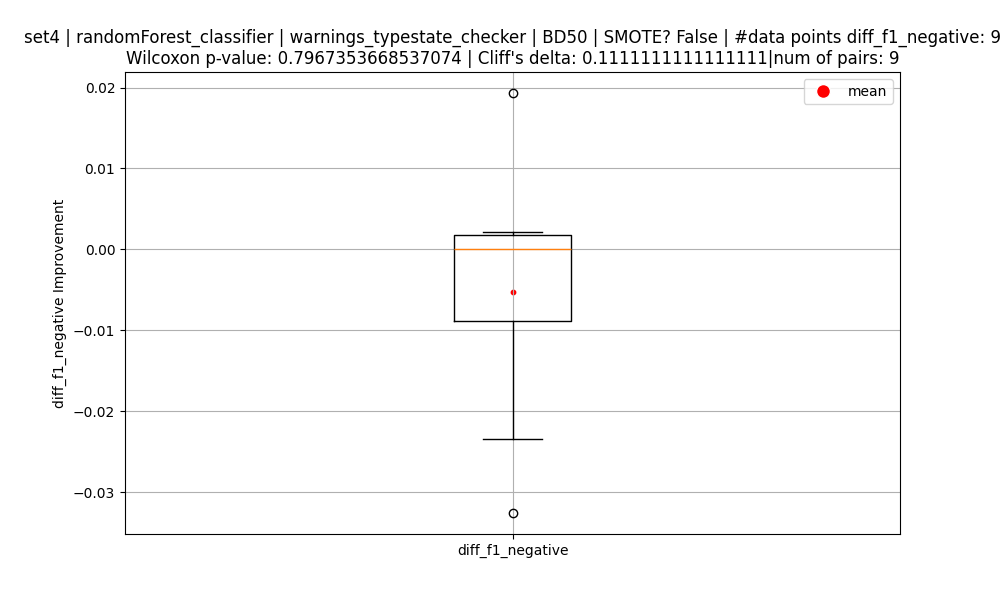 set4 | randomForest_classifier | warnings_typestate_checker | BD50 | SMOTE? False | #data points diff_f1_negative: 9
Wilcoxon p-value: 0.7967353668537074 | Cliff's delta: 0.1111111111111111|num of pairs: 9
mean
0.02
0.01
0.00
−0.01
−0.02
−0.03
diff_f1_negative Improvement
diff_f1_negative